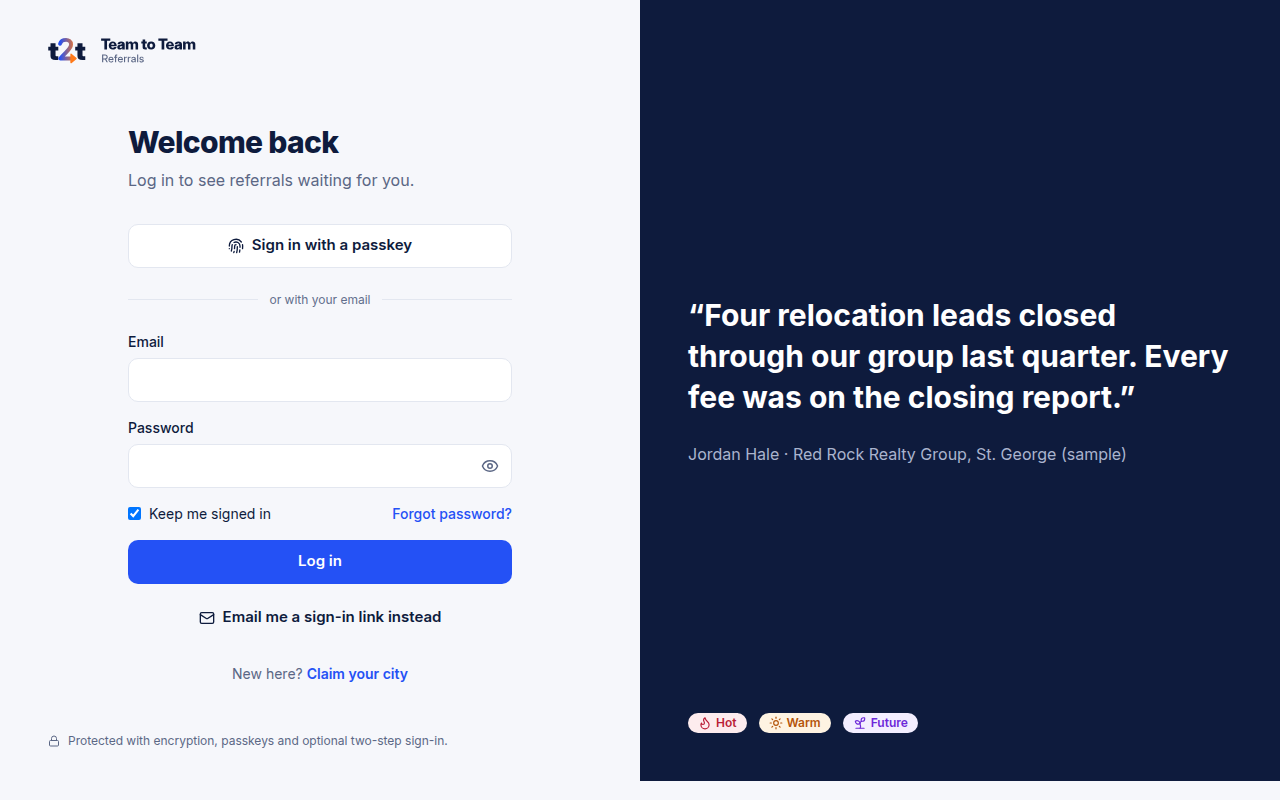 t2t
Team to Team
Referrals
Welcome back
Log in to see referrals waiting for you.
Sign in with a passkey
or with your email
Email
Password
Keep me signed in
Forgot password?
Log in
Email me a sign-in link instead
New here? Claim your city
Protected with encryption, passkeys and optional two-step sign-in.
“Four relocation leads closed
through our group last quarter. Every
fee was on the closing report.”
Jordan Hale · Red Rock Realty Group, St. George (sample)
Hot
Warm
Future